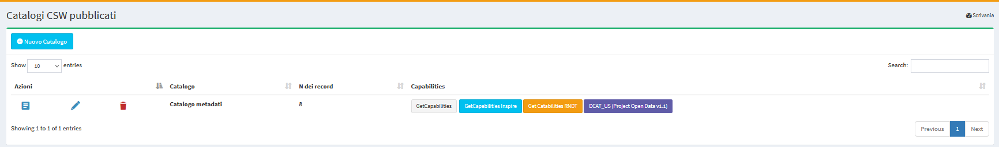 Catalogi CSW pubblicati
Scrivania
Nuovo Catalogo
Show 10 entries
Search:
Azioni Catalogo N dei record Capabilities
Catalogo metadati 8 GetCapabilities GetCapabilities Inspire Get Catabilities RNDT DCAT_US (Project Open Data v1.1)
Showing 1 to 1 of 1 entries
Previous 1 Next